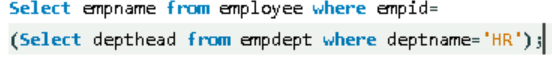 Select empname from employee where empid=
(Select depthead from empdept where deptname='HR');